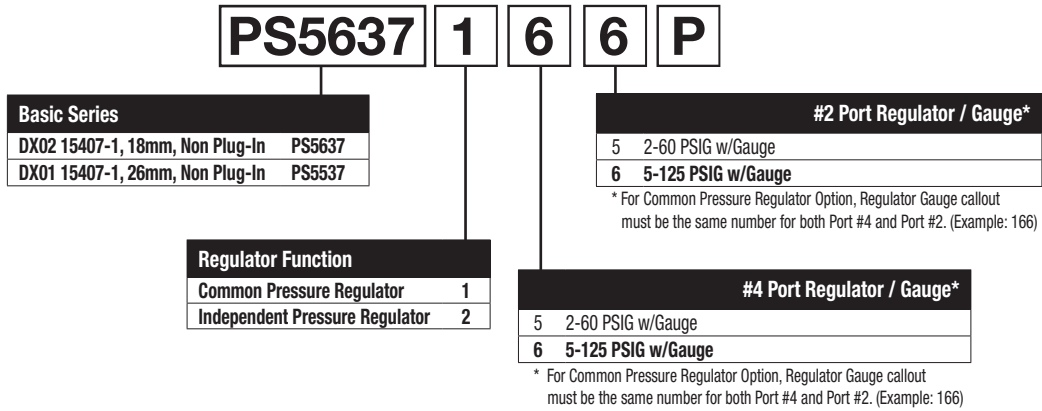 PS5637 1 6 6 P
Basic Series
DX02 15407-1, 18mm, Non Plug-In PS5637
DX01 15407-1, 26mm, Non Plug-In PS5537
#2 Port Regulator / Gauge*
5 2-60 PSIG w/Gauge
6 5-125 PSIG w/Gauge
* For Common Pressure Regulator Option, Regulator Gauge callout
must be the same number for both Port #4 and Port #2. (Example: 166)
Regulator Function
Common Pressure Regulator 1
Independent Pressure Regulator 2
#4 Port Regulator / Gauge*
5 2-60 PSIG w/Gauge
6 5-125 PSIG w/Gauge
* For Common Pressure Regulator Option, Regulator Gauge callout
must be the same number for both Port #4 and Port #2. (Example: 166)